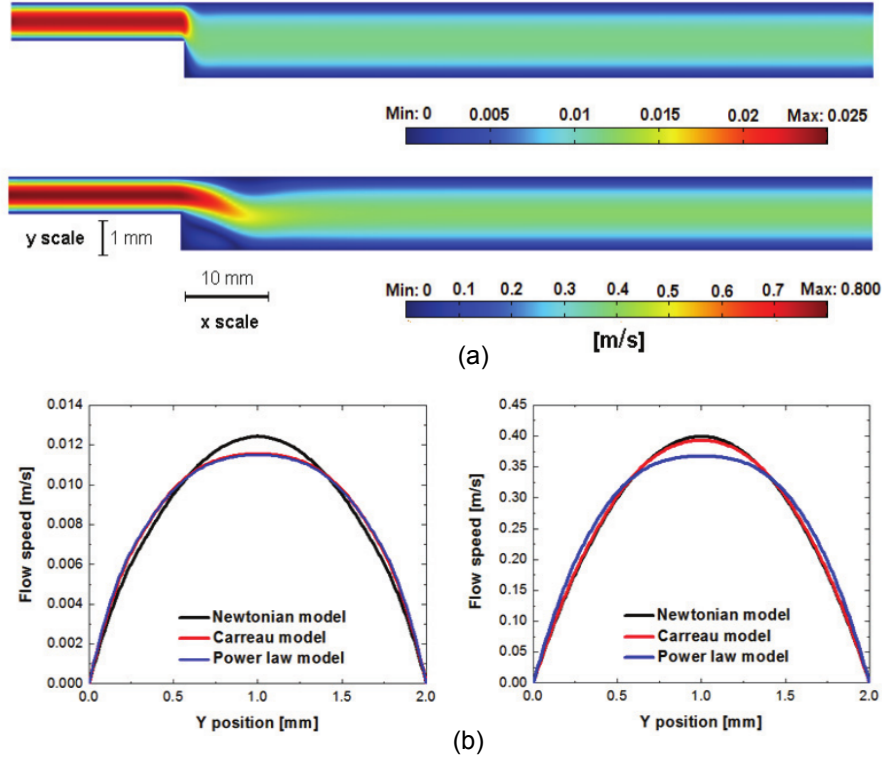 Min: 0 0.005 0.01 0.015 0.02 Max: 0.025
y scale
1 mm
10 mm
x scale
Min: 0 0.1 0.2 0.3 0.4 0.5 0.6 0.7 Max: 0.800
[m/s]
(a)
0.014
0.012
0.010
0.008
0.006
0.004
0.002
0.000
Flow speed [m/s]
Newtonian model
Carreau model
Power law model
0.0 0.5 1.0 1.5 2.0
Y position [mm]
0.45
0.40
0.35
0.30
0.25
0.20
0.15
0.10
0.05
0.00
Flow speed [m/s]
Newtonian model
Carreau model
Power law model
0.0 0.5 1.0 1.5 2.0
Y position [mm]
(b)